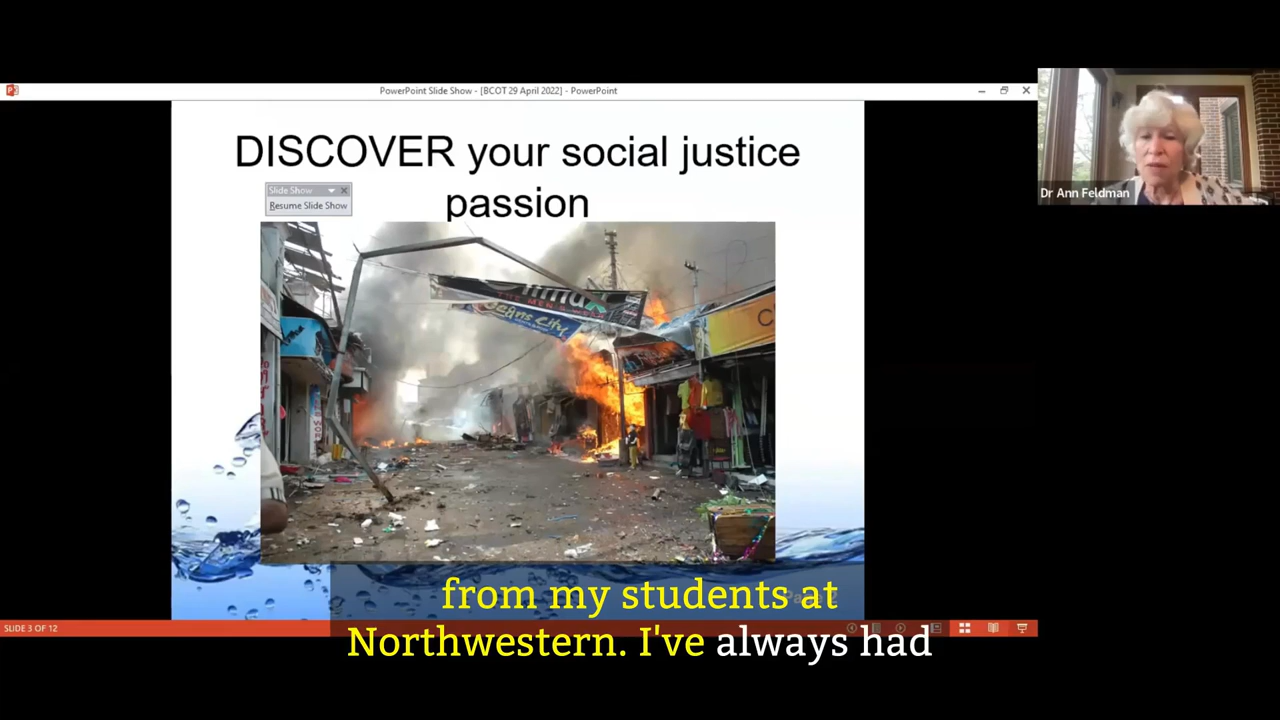 PowerPoint Slide Show - [BCOT 29 April 2022] - PowerPoint
DISCOVER your social justice
passion
Slide Show
Resume Slide Show
Dr Ann Feldman
from my students at
Northwestern. I've always had
SLIDE 3 OF 12